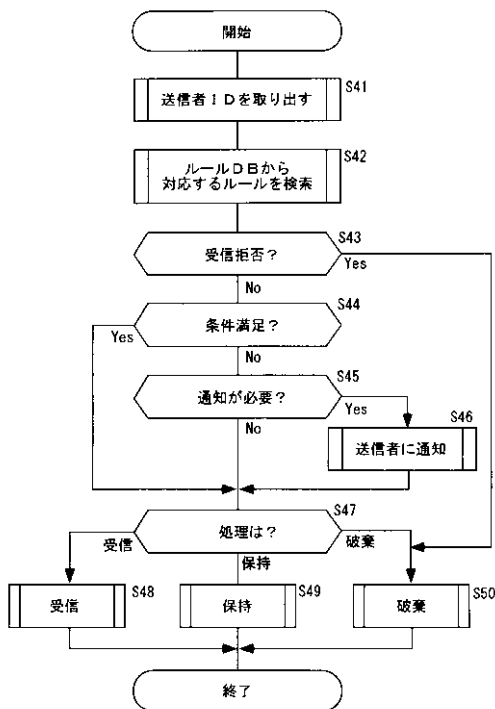 開始
送信者IDを取り出す
S41
ルールDBから
対応するルールを検索
S42
受信拒否?
S43
Yes
No
条件満足?
S44
Yes
No
通知が必要?
S45
Yes
No
送信者に通知
S46
処理は?
S47
受信
保持
破棄
受信
S48
保持
S49
破棄
S50
終了